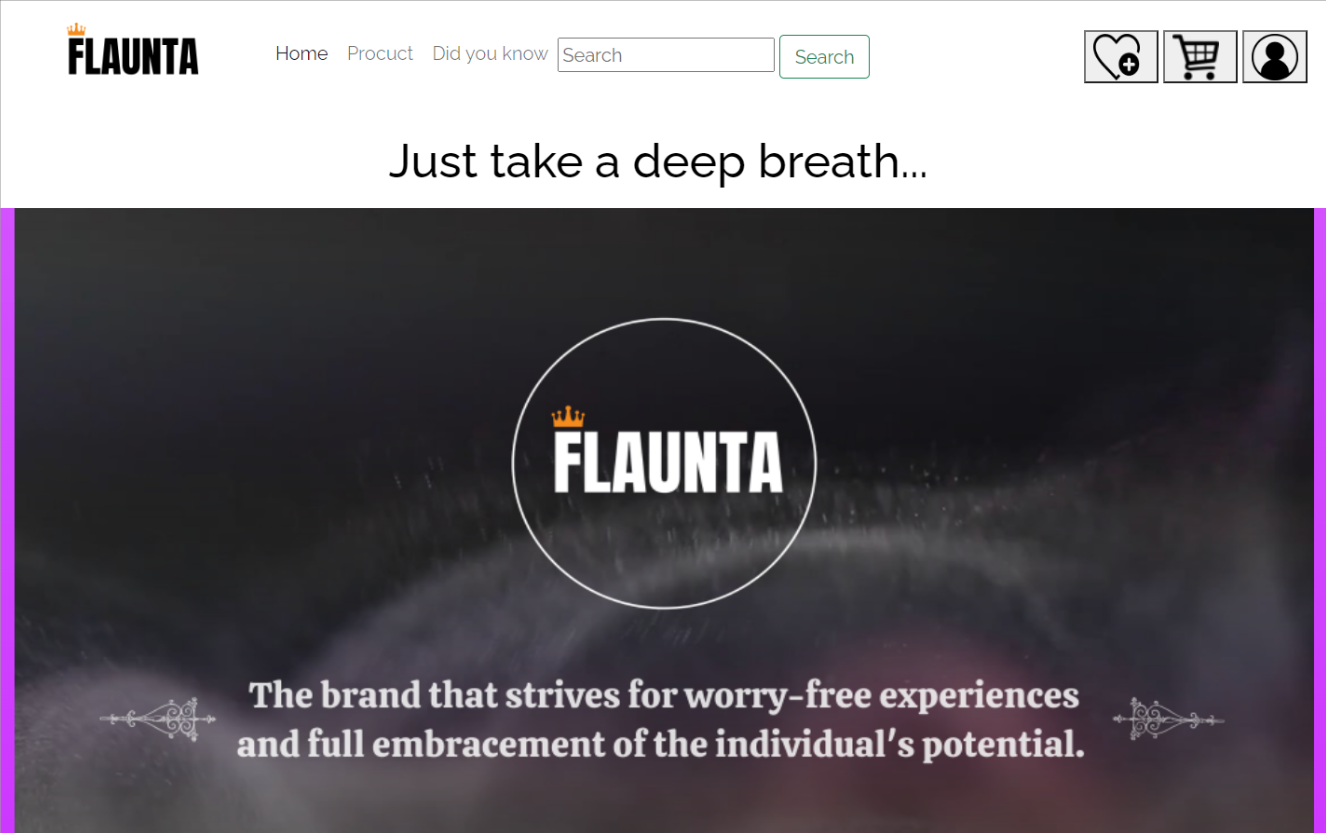 FLAUNTA
Home Procuct Did you know Search Search
Just take a deep breath...
FLAUNTA
The brand that strives for worry-free experiences
and full embracement of the individual's potential.